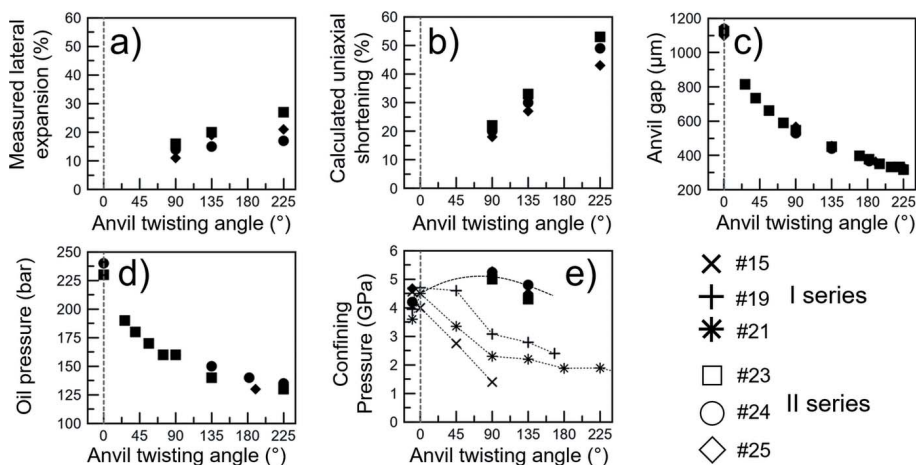 a)
Measured lateral
expansion (%)
60
50
40
30
20
10
0
0 45 90 135 180 225
Anvil twisting angle (°)
b)
Calculated uniaxial
shortening (%)
60
50
40
30
20
10
0
0 45 90 135 180 225
Anvil twisting angle (°)
c)
Anvil gap (μm)
1200
1000
800
600
400
200
0 45 90 135 180 225
Anvil twisting angle (°)
d)
Oil pressure (bar)
250
225
200
175
150
125
100
0 45 90 135 180 225
Anvil twisting angle (°)
e)
Confining
Pressure (GPa)
6
5
4
3
2
1
0
0 45 90 135 180 225
Anvil twisting angle (°)
#15
#19 I series
#21
#23
#24 II series
#25